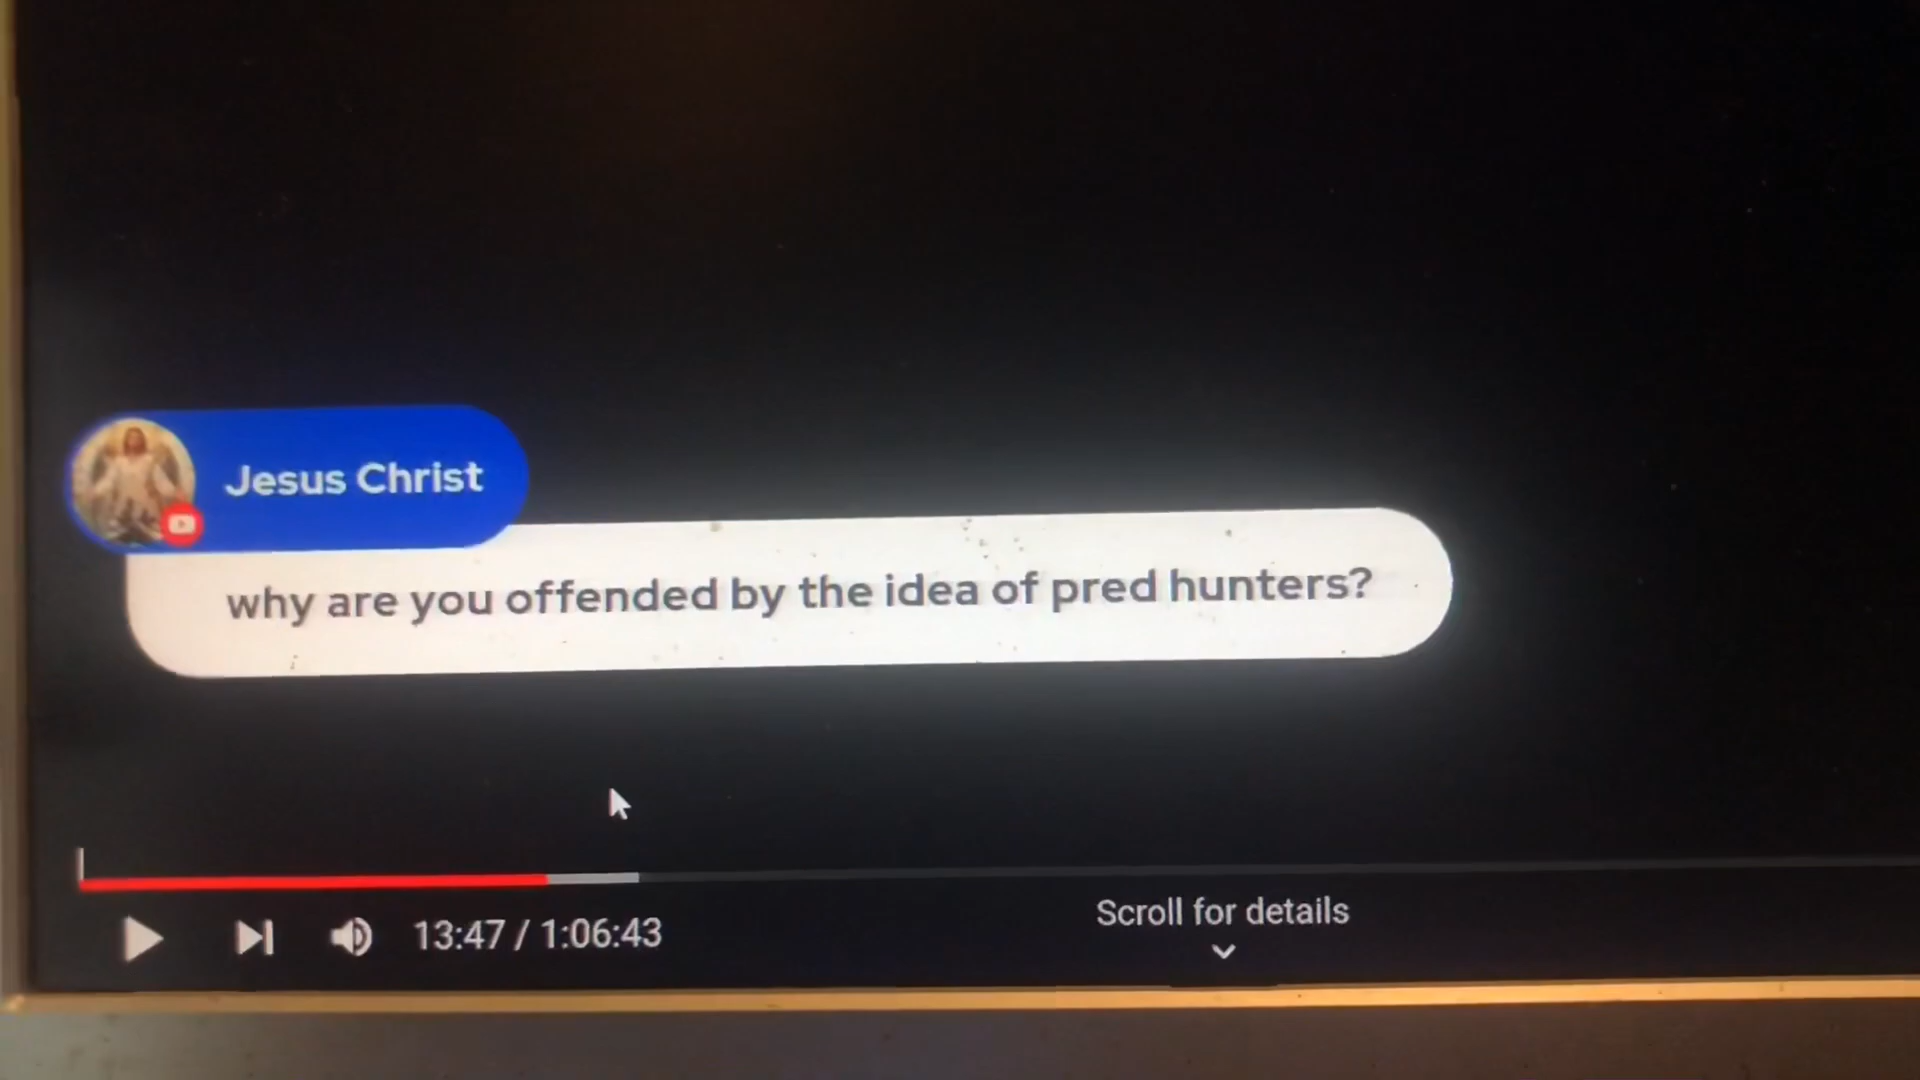 Jesus Christ
why are you offended by the idea of pred hunters?
Scroll for details
13:47 / 1:06:43